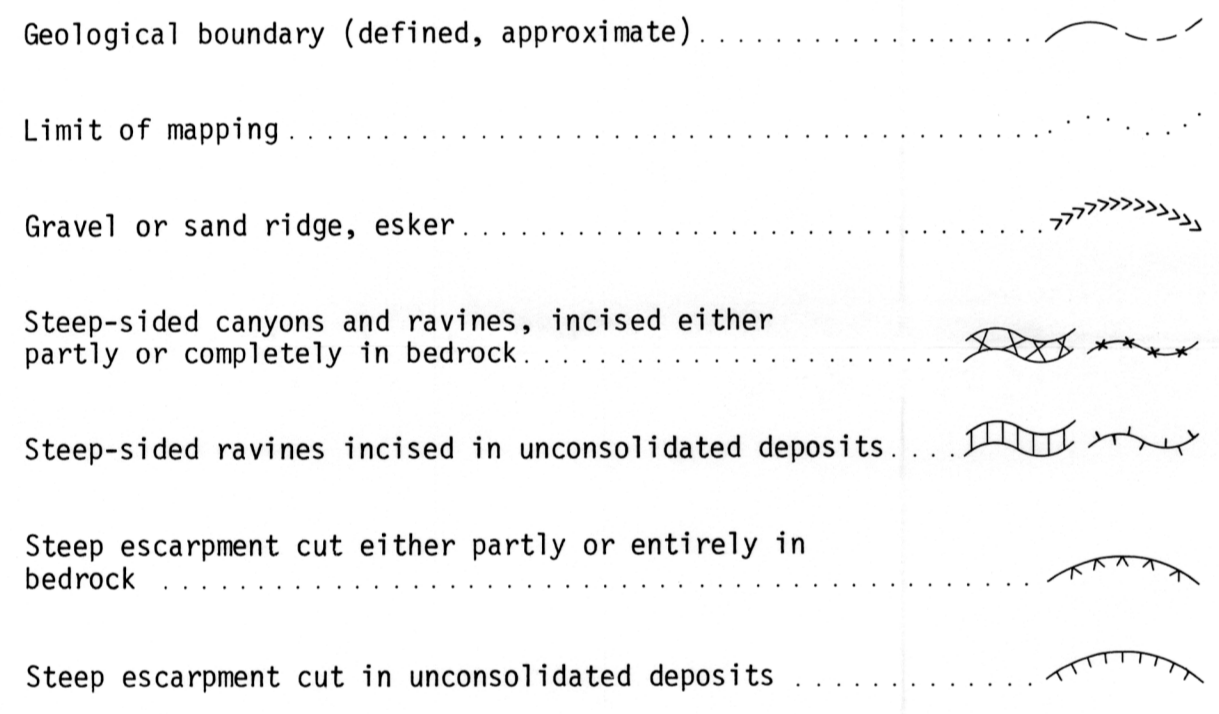 Geological boundary (defined, approximate)..................
Limit of mapping........................................
Gravel or sand ridge, esker..............................
Steep-sided canyons and ravines, incised either
partly or completely in bedrock.......................
Steep-sided ravines incised in unconsolidated deposits....
Steep escarpment cut either partly or entirely in
bedrock ..............................................
Steep escarpment cut in unconsolidated deposits .............